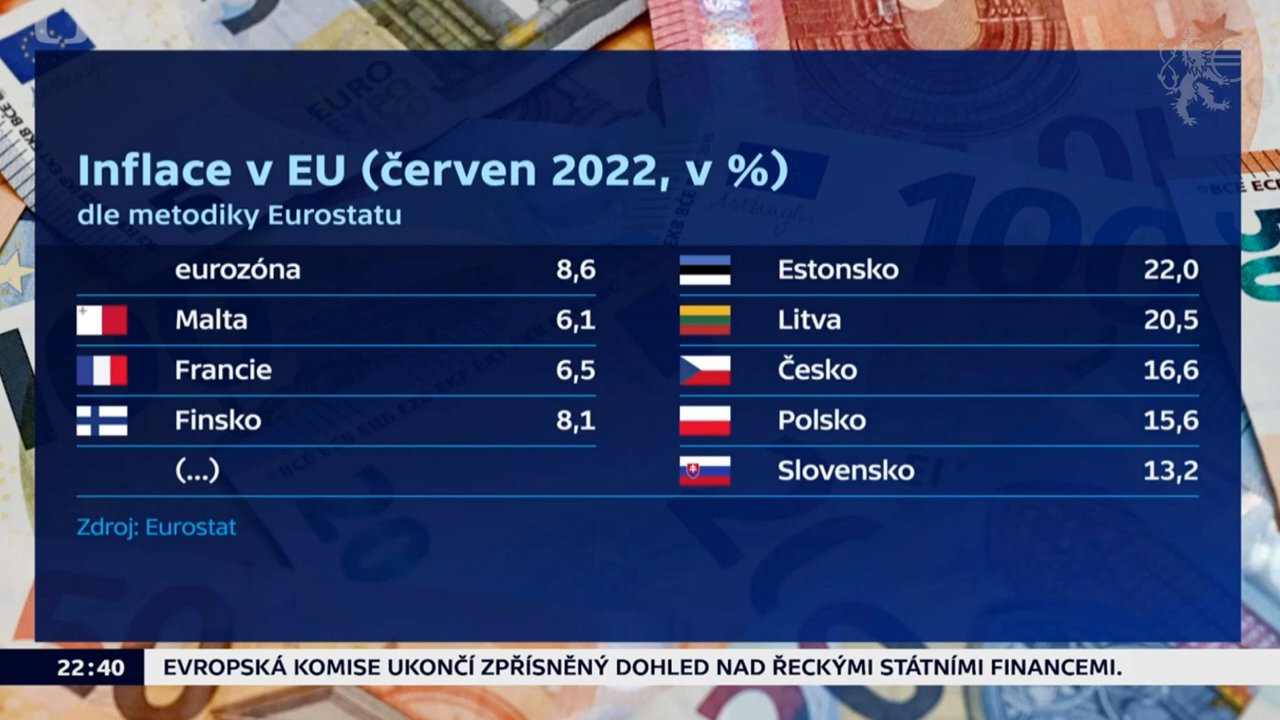 Inflace v EU (červen 2022, v %)
dle metodiky Eurostatu
eurozóna 8,6
Malta 6,1
Francie 6,5
Finsko 8,1
(...)
Estonsko 22,0
Litva 20,5
Česko 16,6
Polsko 15,6
Slovensko 13,2
Zdroj: Eurostat
22:40 EVROPSKÁ KOMISE UKONČÍ ZPŘÍSNĚNÝ DOHLED NAD ŘECKÝMI STÁTNÍMI FINANCEMI.